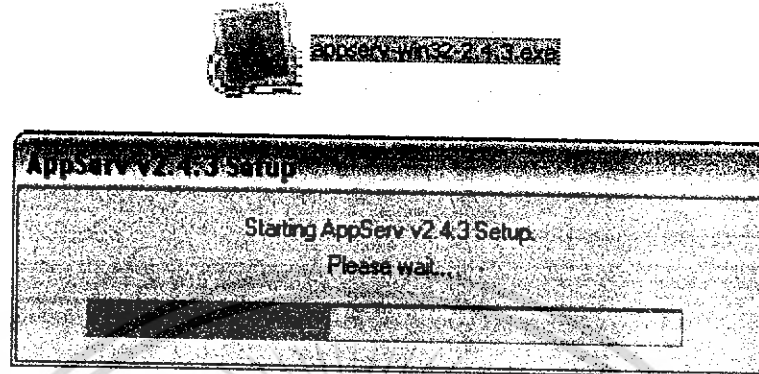 appserv-win32-2.4.3.exe
AppServ v2.4.3 Setup
Starting AppServ v2.4.3 Setup.
Please wait...